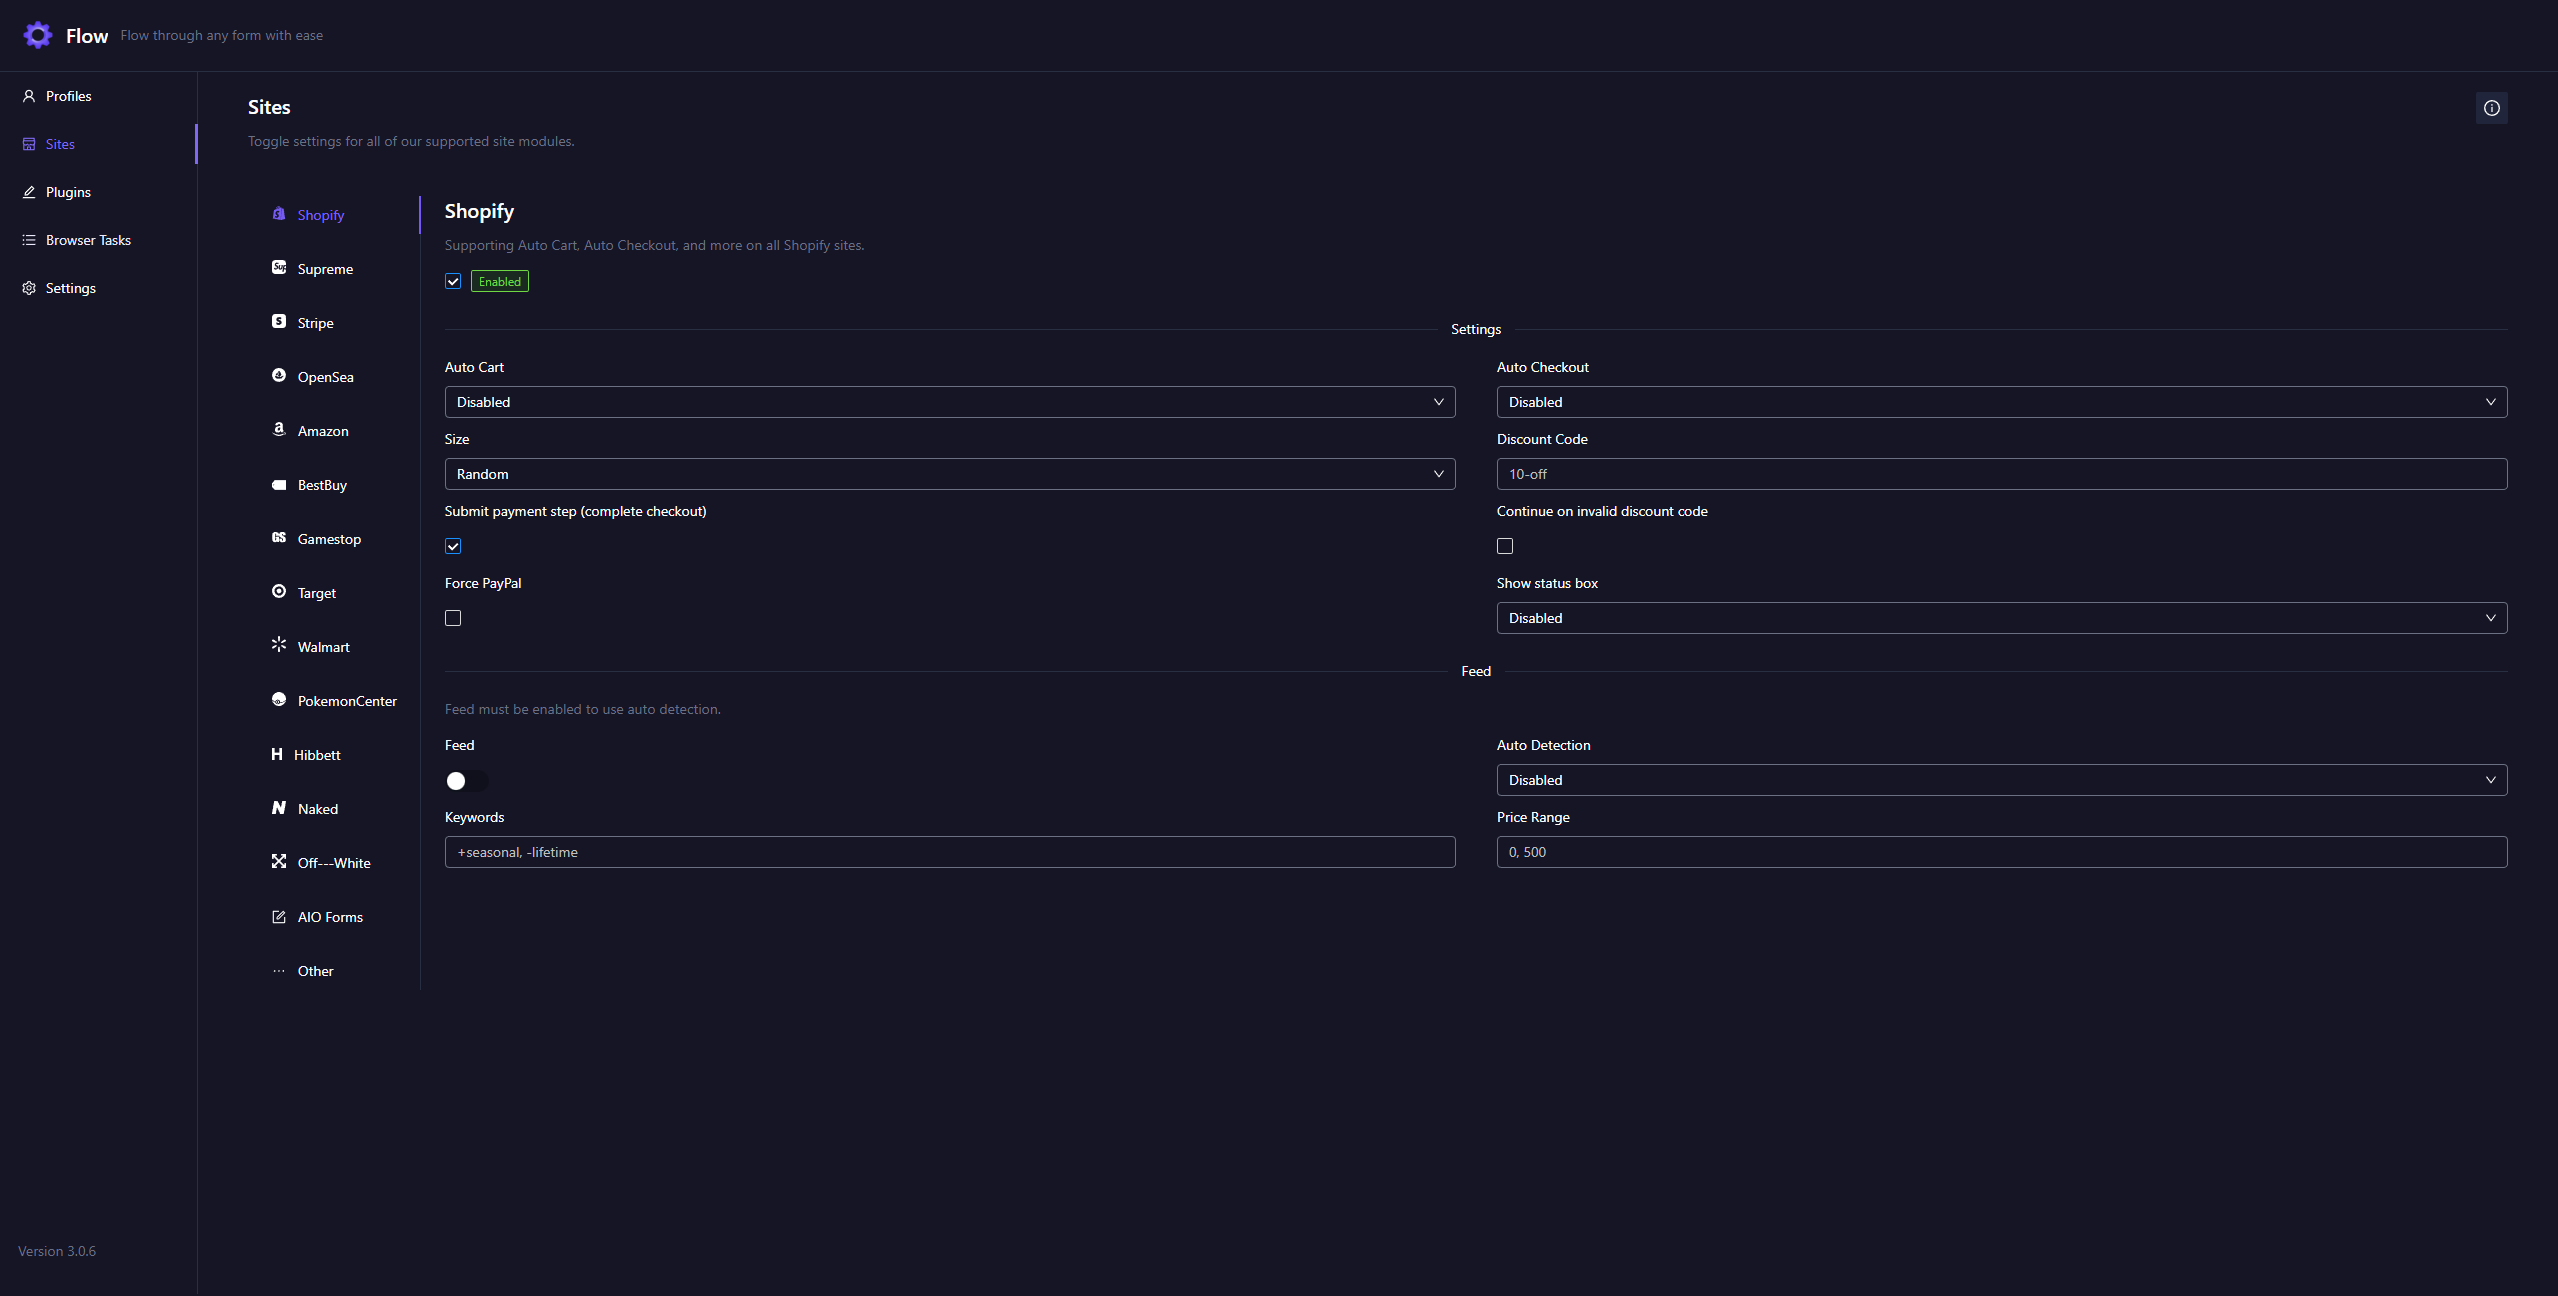 Flow Flow through any form with ease
Profiles
Sites
Plugins
Browser Tasks
Settings
Version 3.0.6
Sites
Toggle settings for all of our supported site modules.
Shopify
Supreme
Stripe
OpenSea
Amazon
BestBuy
Gamestop
Target
Walmart
PokemonCenter
Hibbett
Naked
Off---White
AIO Forms
Other
Shopify
Supporting Auto Cart, Auto Checkout, and more on all Shopify sites.
Enabled
Settings
Auto Cart
Disabled
Auto Checkout
Disabled
Size
Random
Discount Code
10-off
Submit payment step (complete checkout)
Continue on invalid discount code
Force PayPal
Show status box
Disabled
Feed
Feed must be enabled to use auto detection.
Feed
Auto Detection
Disabled
Keywords
+seasonal, -lifetime
Price Range
0, 500